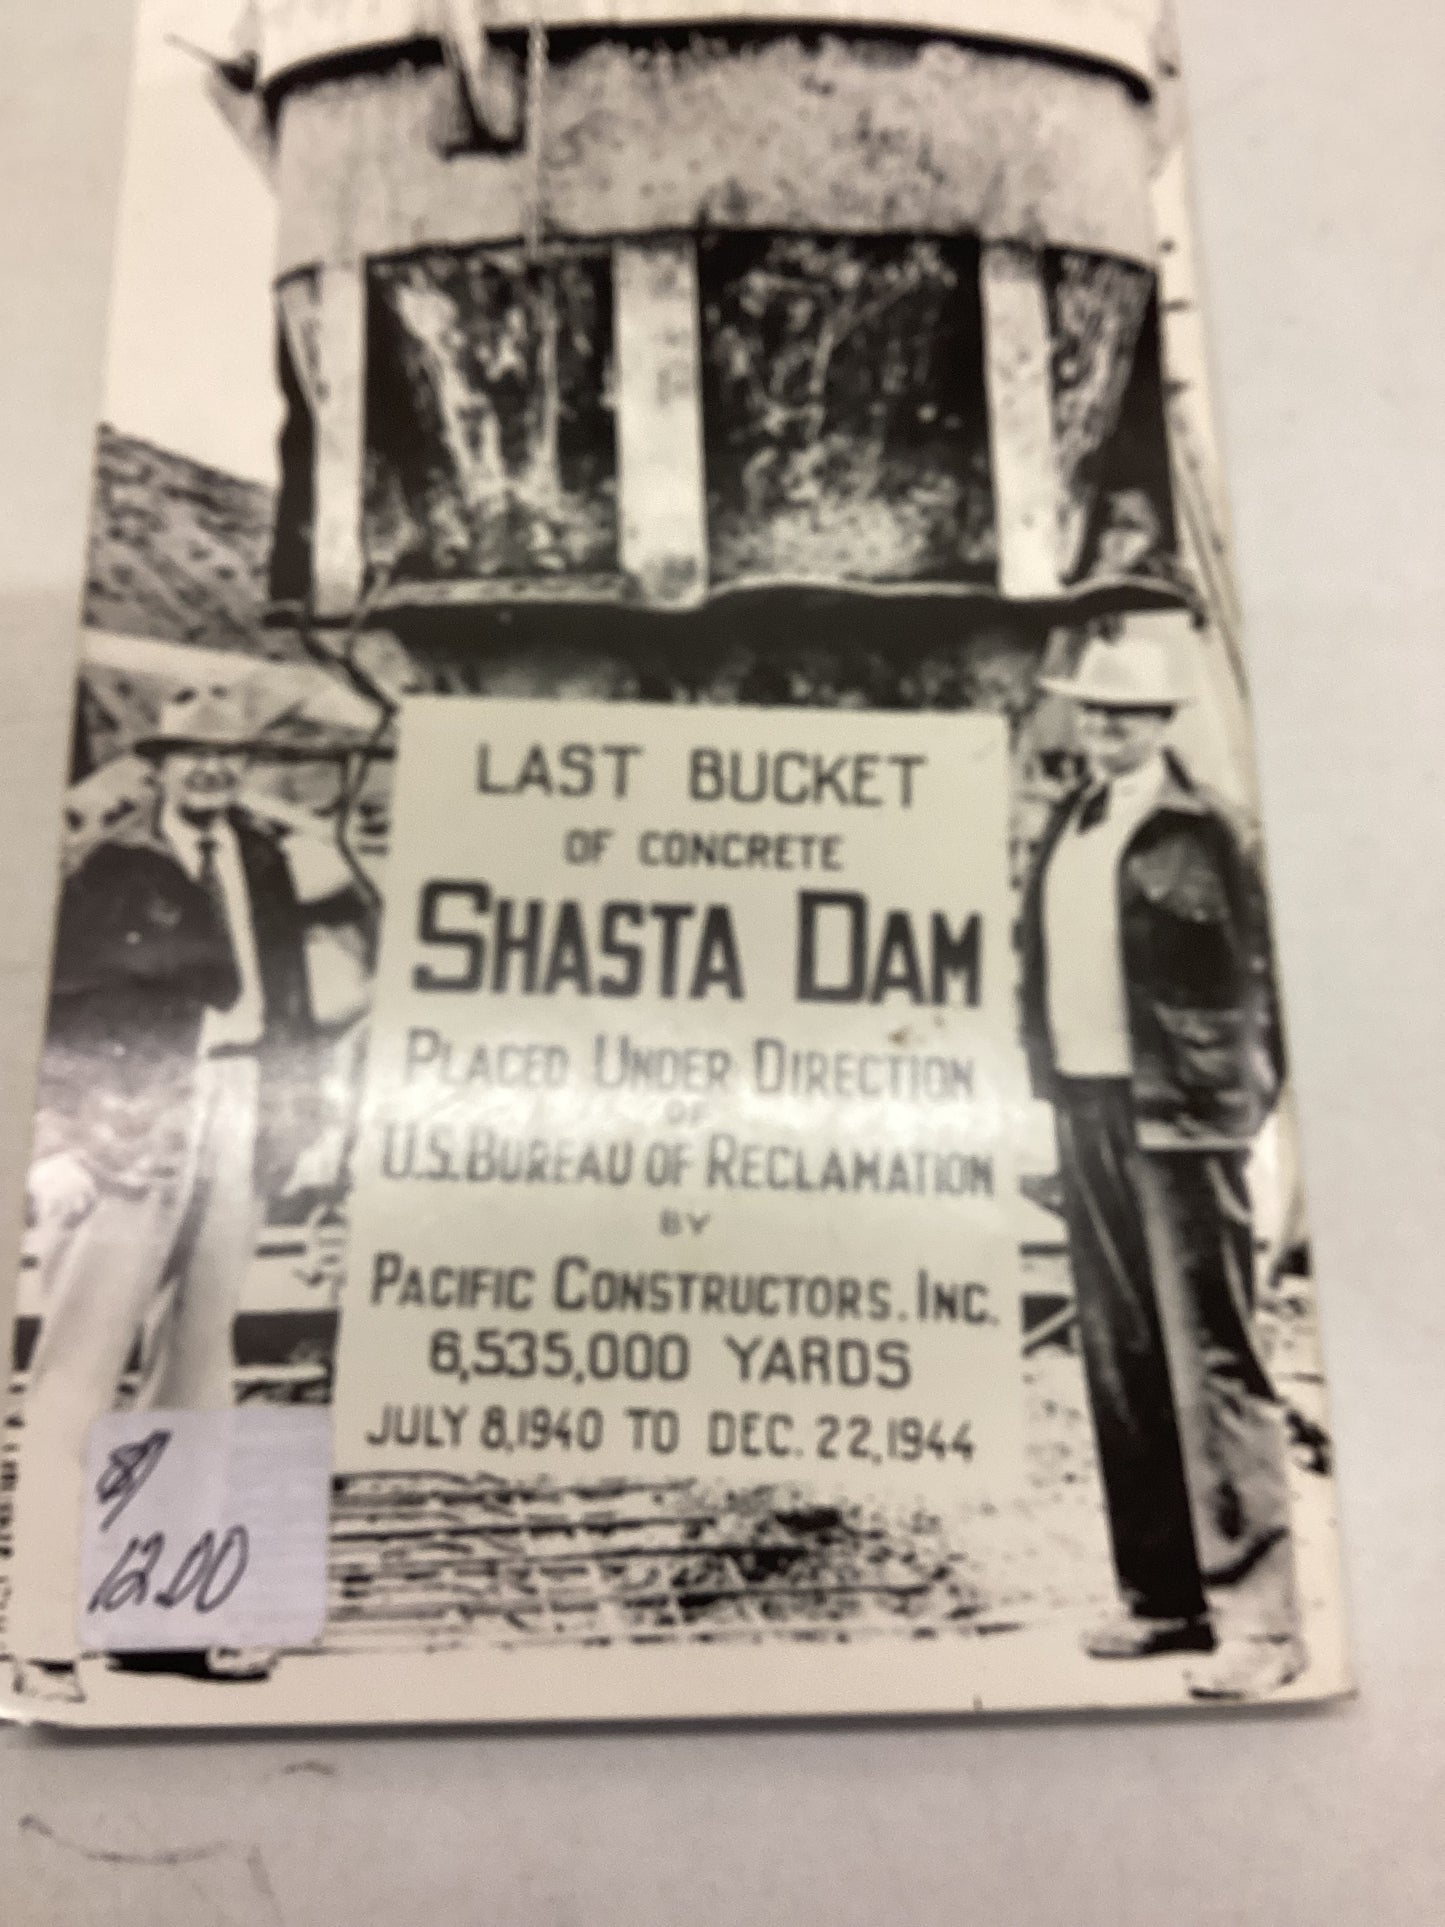 LAST BUCKET
OF CONCRETE
SHASTA DAM
PLACED UNDER DIRECTION
OF
U.S. BUREAU OF RECLAMATION
BY
PACIFIC CONSTRUCTORS. INC.
6,535,000 YARDS
JULY 8, 1940 TO DEC. 22, 1944
12.00